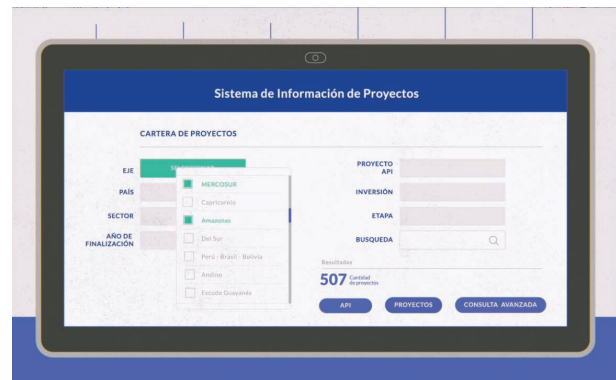 Sistema de Información de Proyectos
CARTERA DE PROYECTOS
EJE
PAÍS
SECTOR
AÑO DE
FINALIZACIÓN
MERCOSUR
Capricornio
Amazonas
Del Sur
Perú - Brasil - Bolivia
Andino
Escudo Guayanés
PROYECTO
API
INVERSIÓN
ETAPA
BUSQUEDA
Resultados
507 Cantidad
de proyectos
API
PROYECTOS
CONSULTA AVANZADA